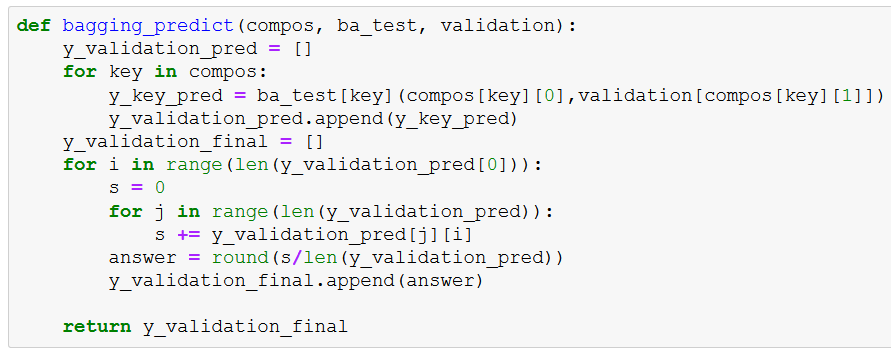 def bagging_predict(compos, ba_test, validation):
    y_validation_pred = []
    for key in compos:
        y_key_pred = ba_test[key](compos[key][0],validation[compos[key][1]])
        y_validation_pred.append(y_key_pred)
    y_validation_final = []
    for i in range(len(y_validation_pred[0])):
        s = 0
        for j in range(len(y_validation_pred)):
            s += y_validation_pred[j][i]
        answer = round(s/len(y_validation_pred))
        y_validation_final.append(answer)
    return y_validation_final